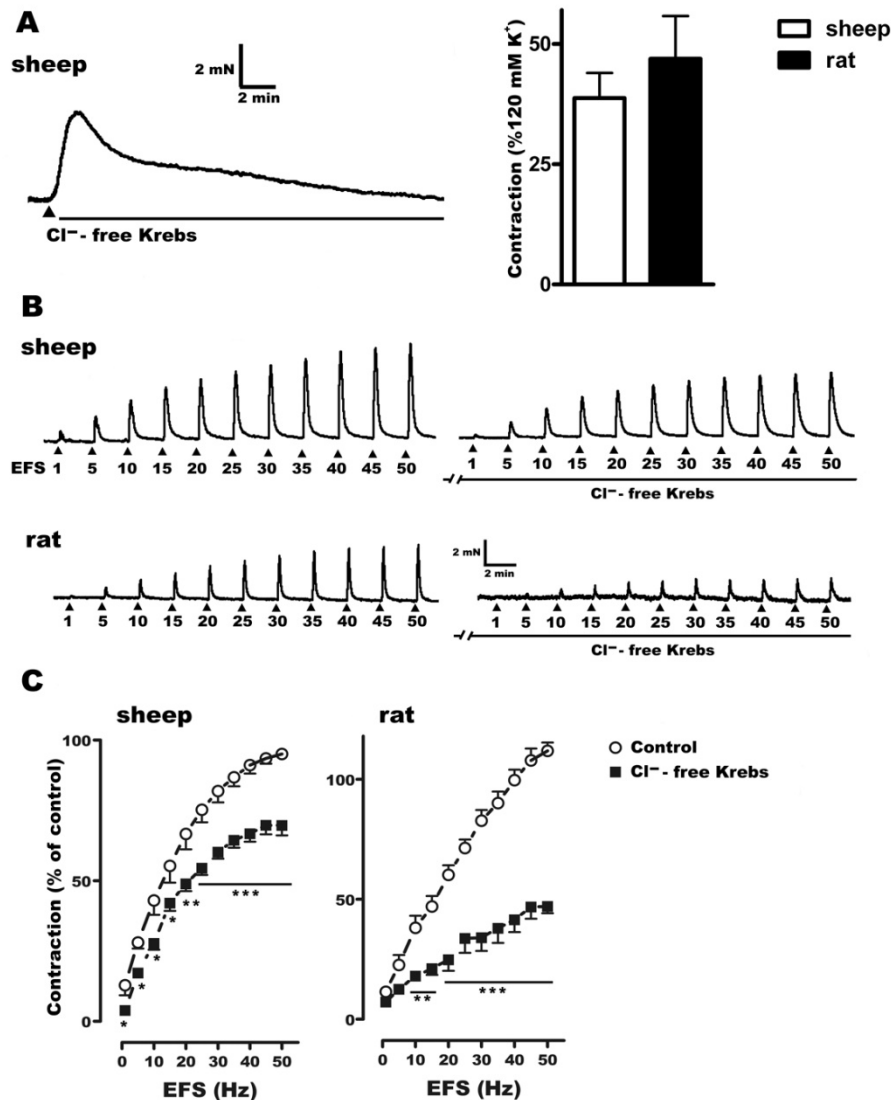 A
sheep
2 mN
2 min
Cl⁻ - free Krebs
Contraction (%120 mM K⁺)
50
25
0
sheep
rat
B
sheep
EFS 1 5 10 15 20 25 30 35 40 45 50
1 5 10 15 20 25 30 35 40 45 50
Cl⁻ - free Krebs
rat
1 5 10 15 20 25 30 35 40 45 50
2 mN
2 min
1 5 10 15 20 25 30 35 40 45 50
Cl⁻ - free Krebs
C
sheep
Contraction (% of control)
100
50
0
* * * * ** ***
0 10 20 30 40 50
EFS (Hz)
rat
100
50
0
** ***
0 10 20 30 40 50
EFS (Hz)
Control
Cl⁻ - free Krebs